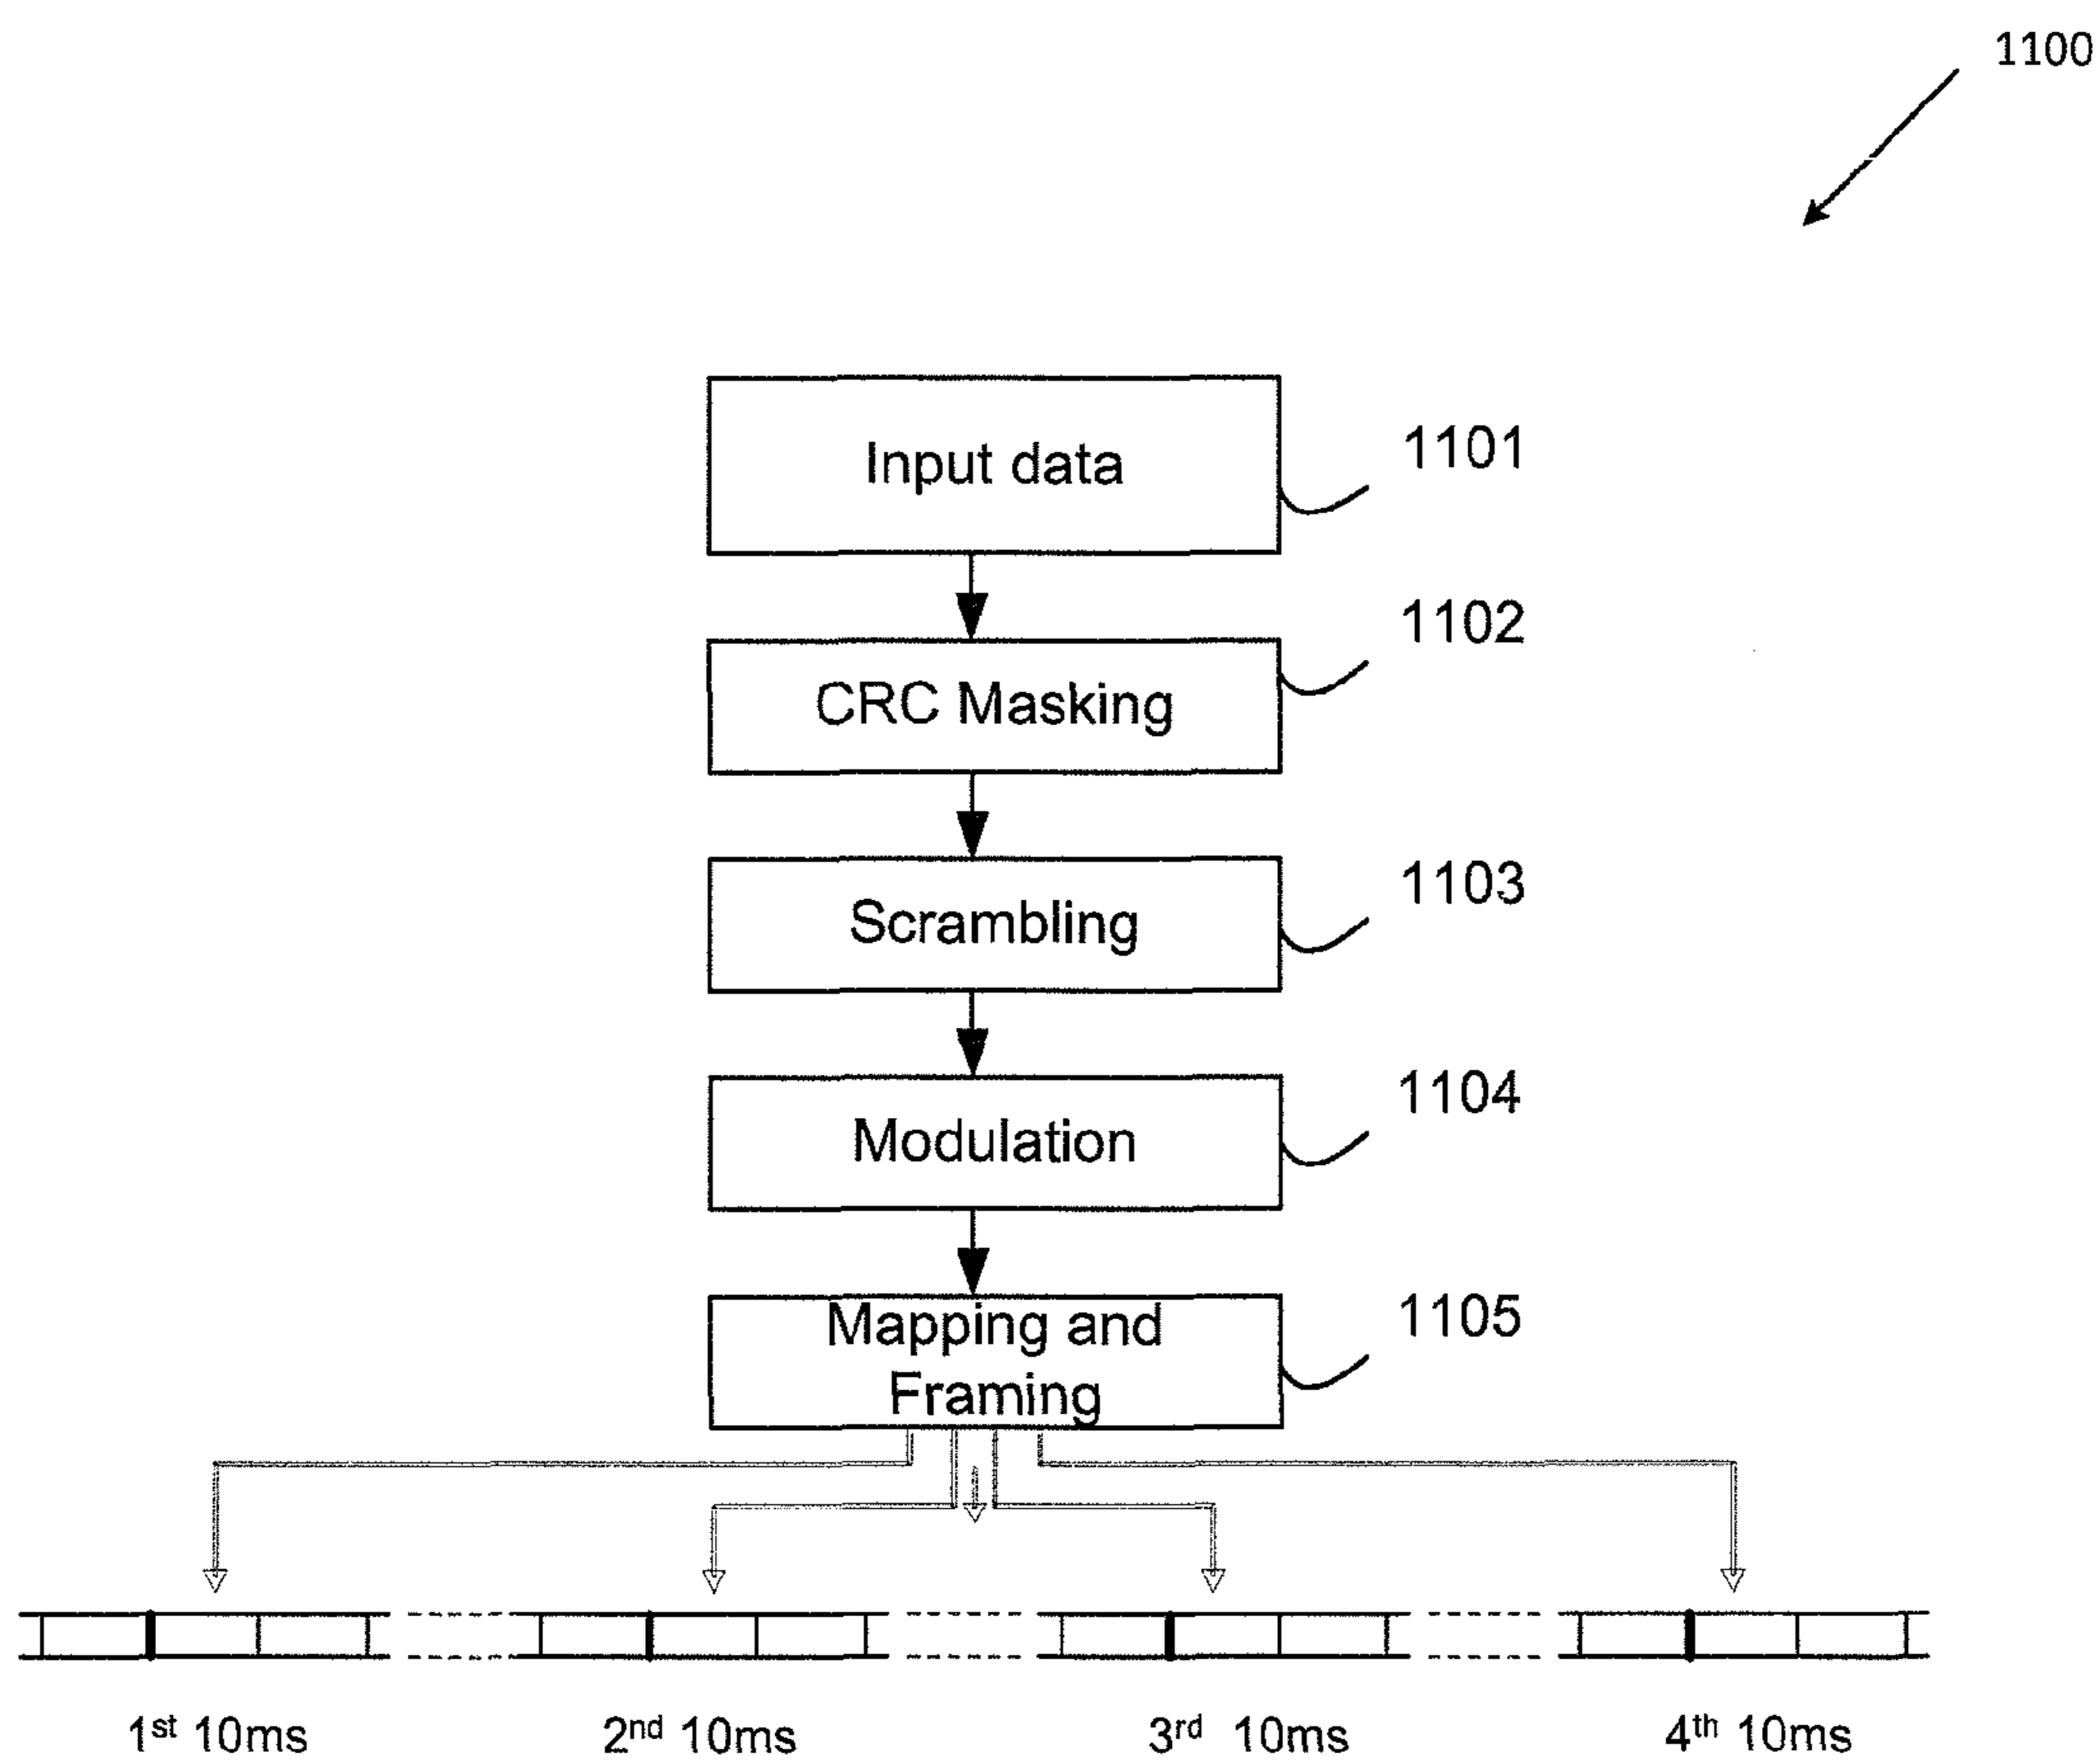 1100
Input data
1101
1102
CRC Masking
1103
Scrambling
1104
Modulation
1105
Mapping and
Framing
1st 10ms
2nd 10ms
3rd 10ms
4th 10ms